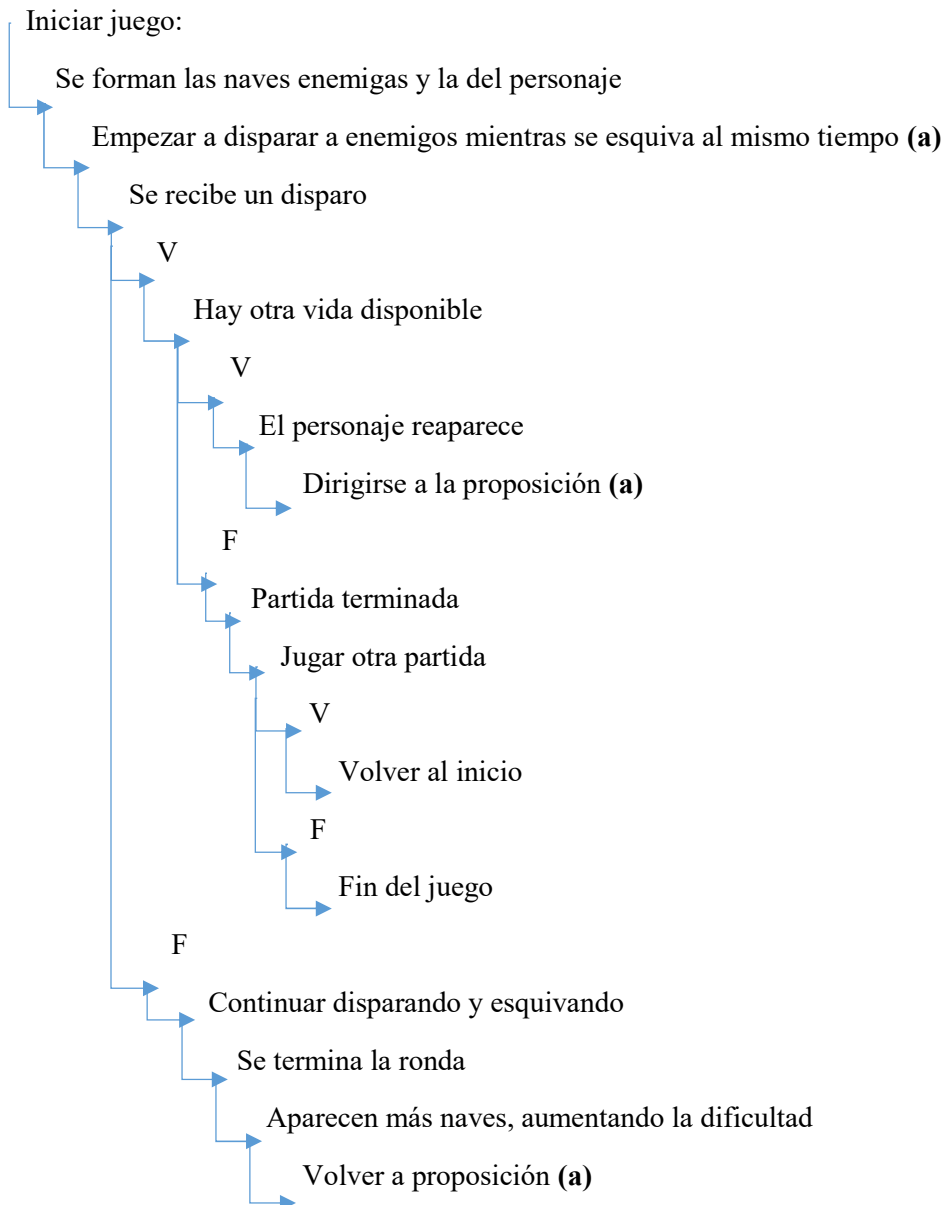 Iniciar juego:
Se forman las naves enemigas y la del personaje
Empezar a disparar a enemigos mientras se esquiva al mismo tiempo (a)
Se recibe un disparo
V
Hay otra vida disponible
V
El personaje reaparece
Dirigirse a la proposición (a)
F
Partida terminada
Jugar otra partida
V
Volver al inicio
F
Fin del juego
F
Continuar disparando y esquivando
Se termina la ronda
Aparecen más naves, aumentando la dificultad
Volver a proposición (a)